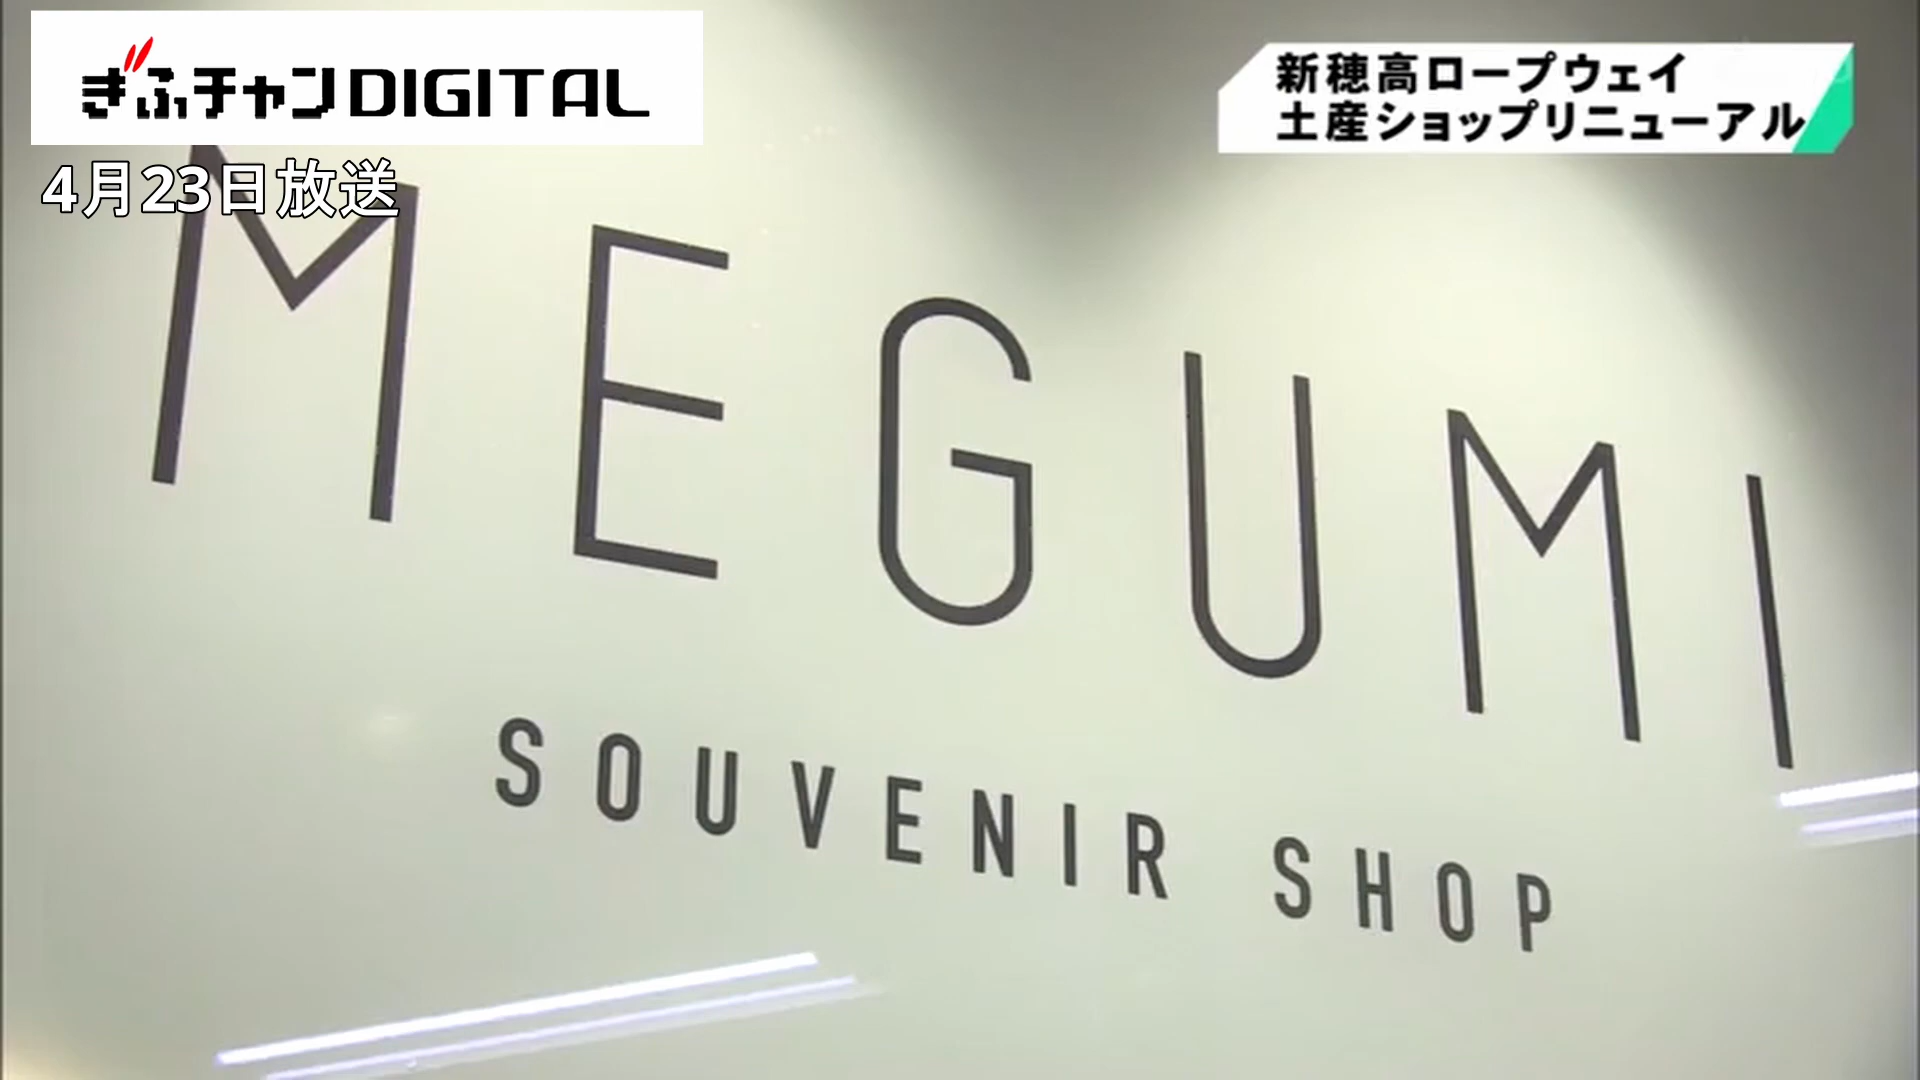 ぎふチャンDIGITAL
4月23日放送
新穂高ロープウェイ
土産ショップリニューアル
MEGUMI
SOUVENIR SHOP